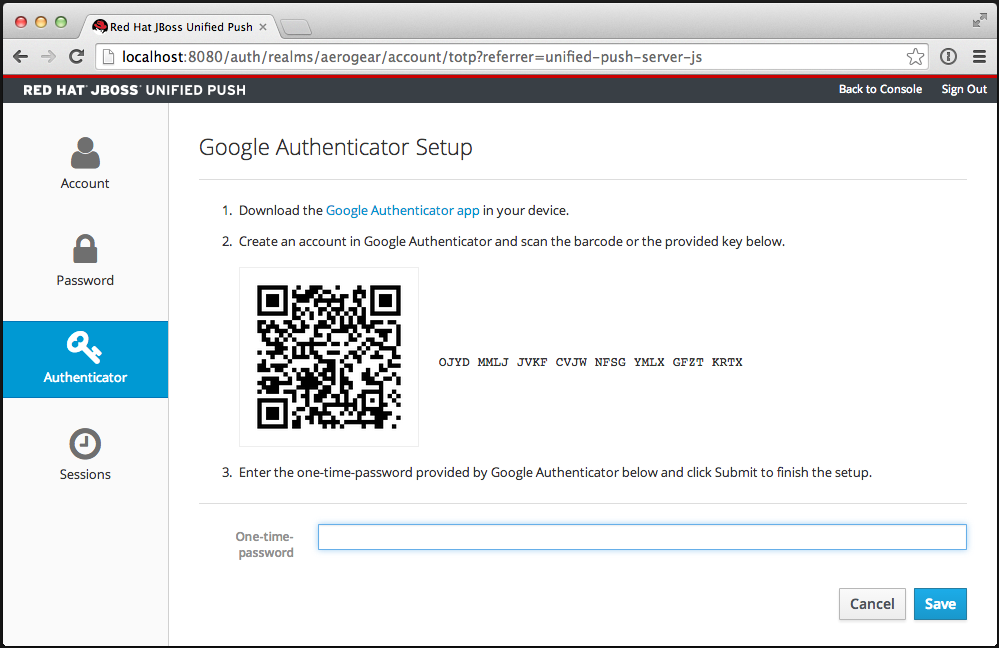 Red Hat JBoss Unified Push
localhost:8080/auth/realms/aerogear/account/totp?referrer=unified-push-server-js
RED HAT® JBOSS® UNIFIED PUSH
Back to Console
Sign Out
Account
Password
Authenticator
Sessions
Google Authenticator Setup
1. Download the Google Authenticator app in your device.
2. Create an account in Google Authenticator and scan the barcode or the provided key below.
OJYD MMLJ JVKF CVJW NFSG YMLX GFZT KRTX
3. Enter the one-time-password provided by Google Authenticator below and click Submit to finish the setup.
One-time-
password
Cancel
Save